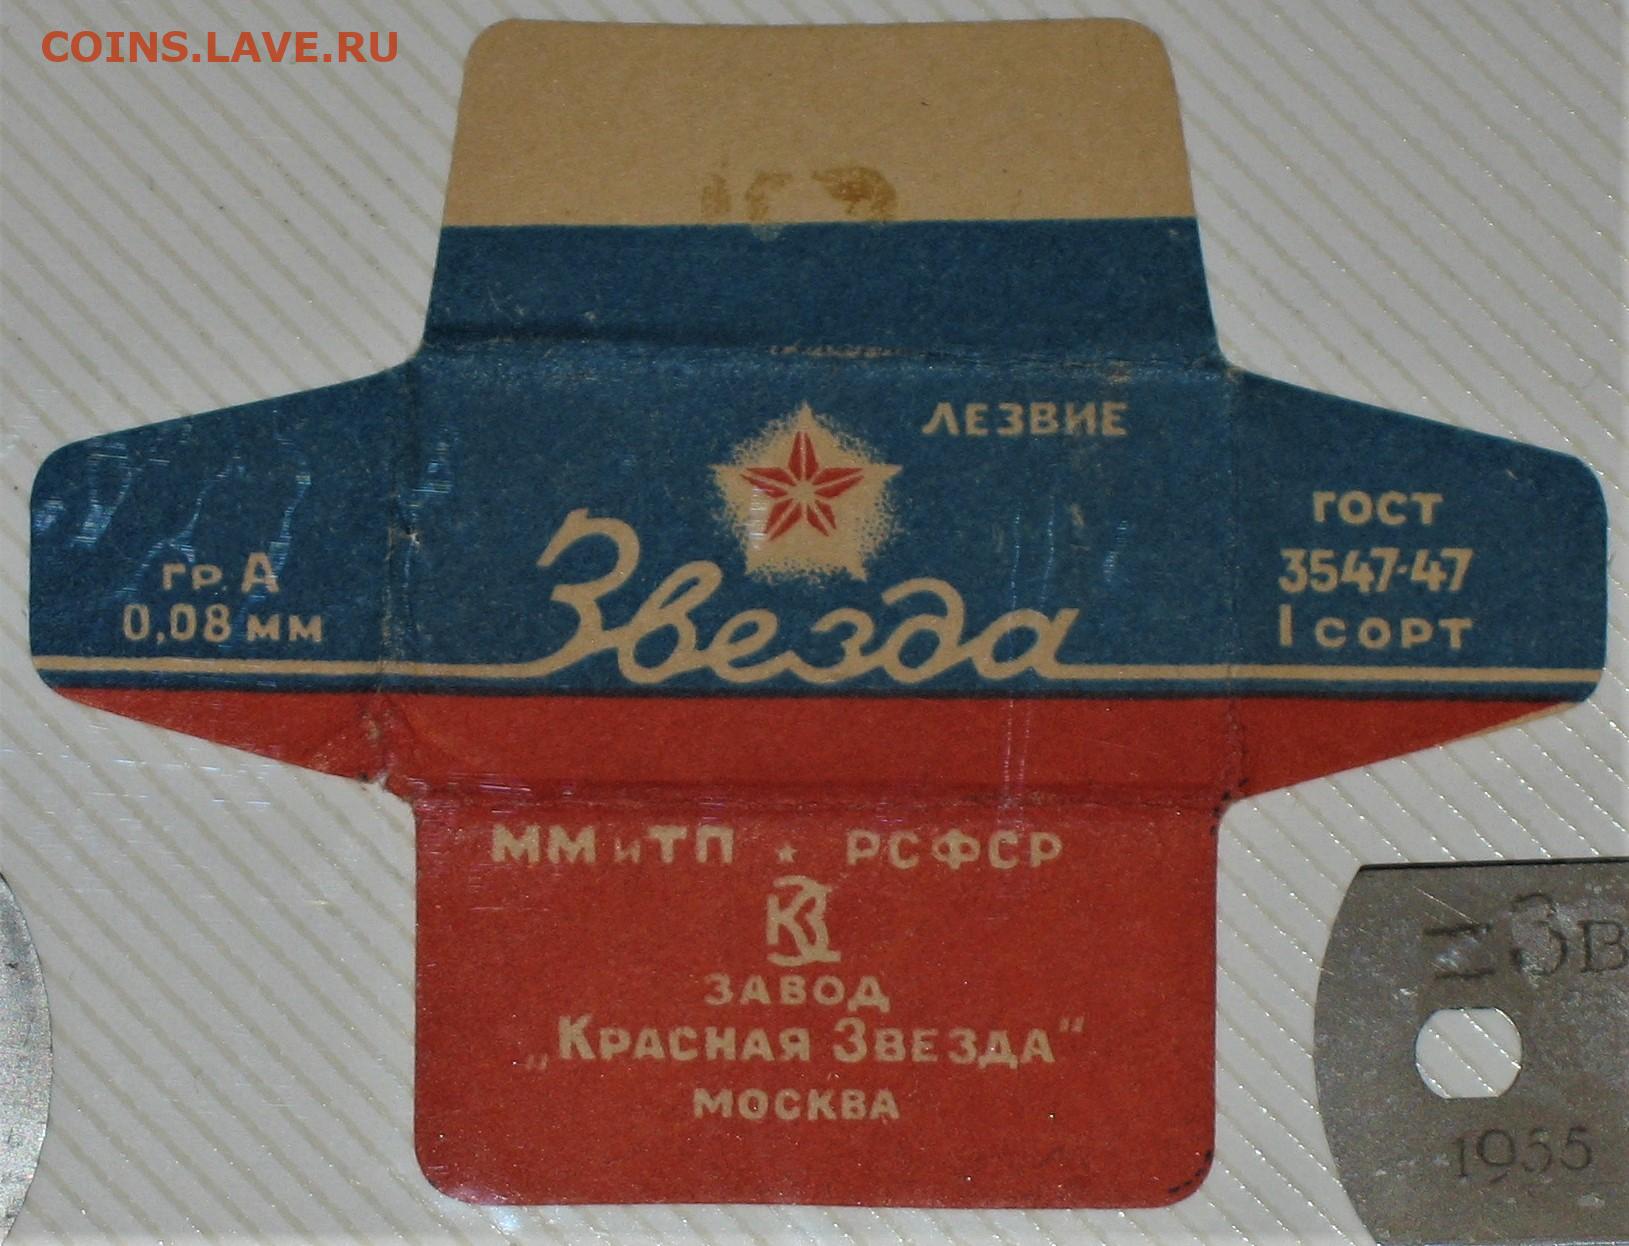 COINS.LAVE.RU
ЛЕЗВИЕ
Звезда
гр. А
0,08 мм
ГОСТ
3547-47
I СОРТ
ММиТП ★ РСФСР
КЗ
ЗАВОД
„Красная Звезда"
МОСКВА
1955